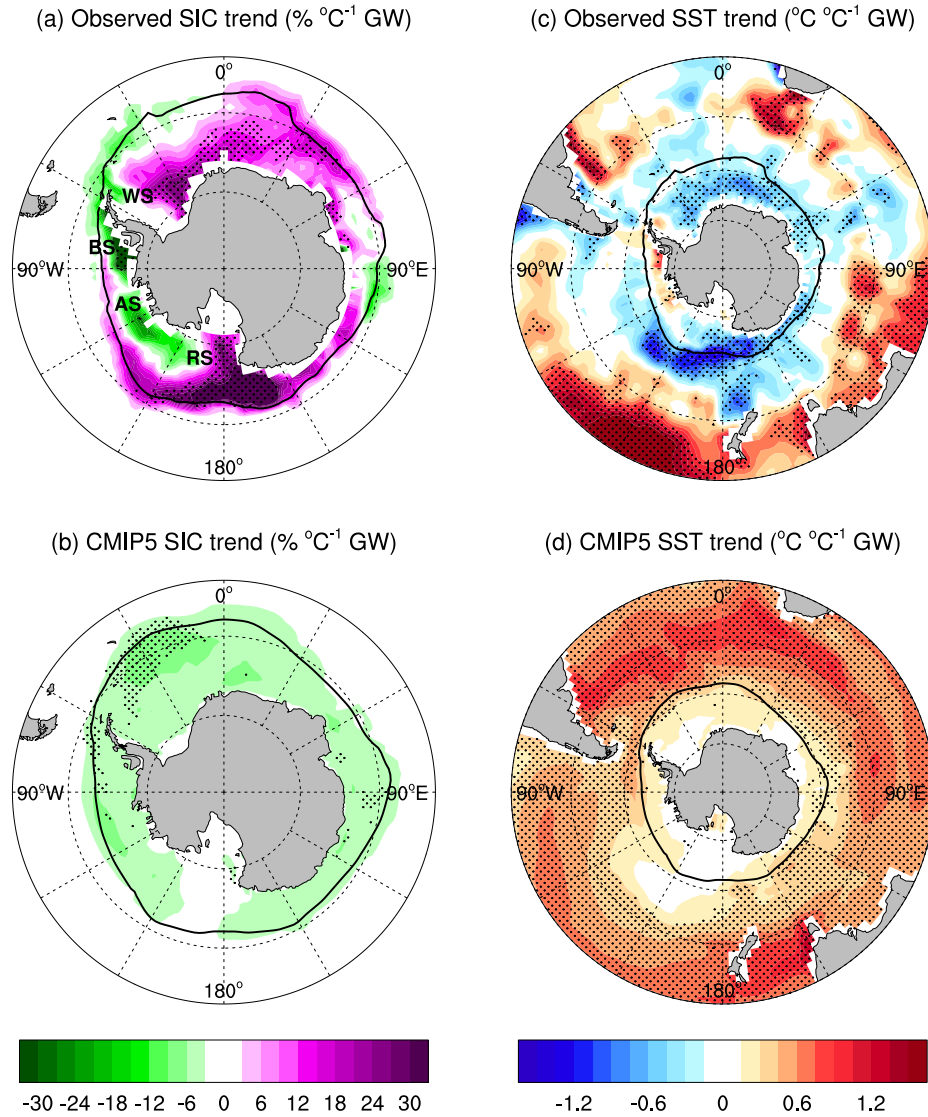 (a) Observed SIC trend (% °C⁻¹ GW)
0°
WS
BS
90°W
90°E
AS
RS
180°
(c) Observed SST trend (°C °C⁻¹ GW)
0°
90°W
90°E
180°
(b) CMIP5 SIC trend (% °C⁻¹ GW)
0°
90°W
90°E
180°
(d) CMIP5 SST trend (°C °C⁻¹ GW)
0°
90°W
90°E
180°
-30 -24 -18 -12 -6 0 6 12 18 24 30
-1.2 -0.6 0 0.6 1.2